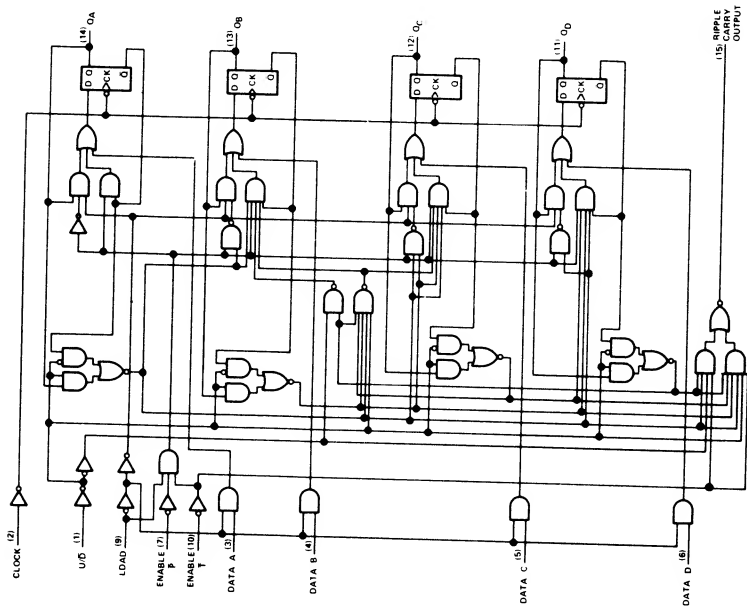 (14) QA
D Q
CK
Q̄
(13) QB
D Q
CK
Q̄
(12) QC
D Q
CK
Q̄
(11) QD
D Q
CK
Q̄
(15) RIPPLE
CARRY
OUTPUT
CLOCK (2)
U/D̄ (1)
LOAD (9)
ENABLE (7)
P̄
ENABLE (10)
T̄
DATA A (3)
DATA B (4)
DATA C (5)
DATA D (6)